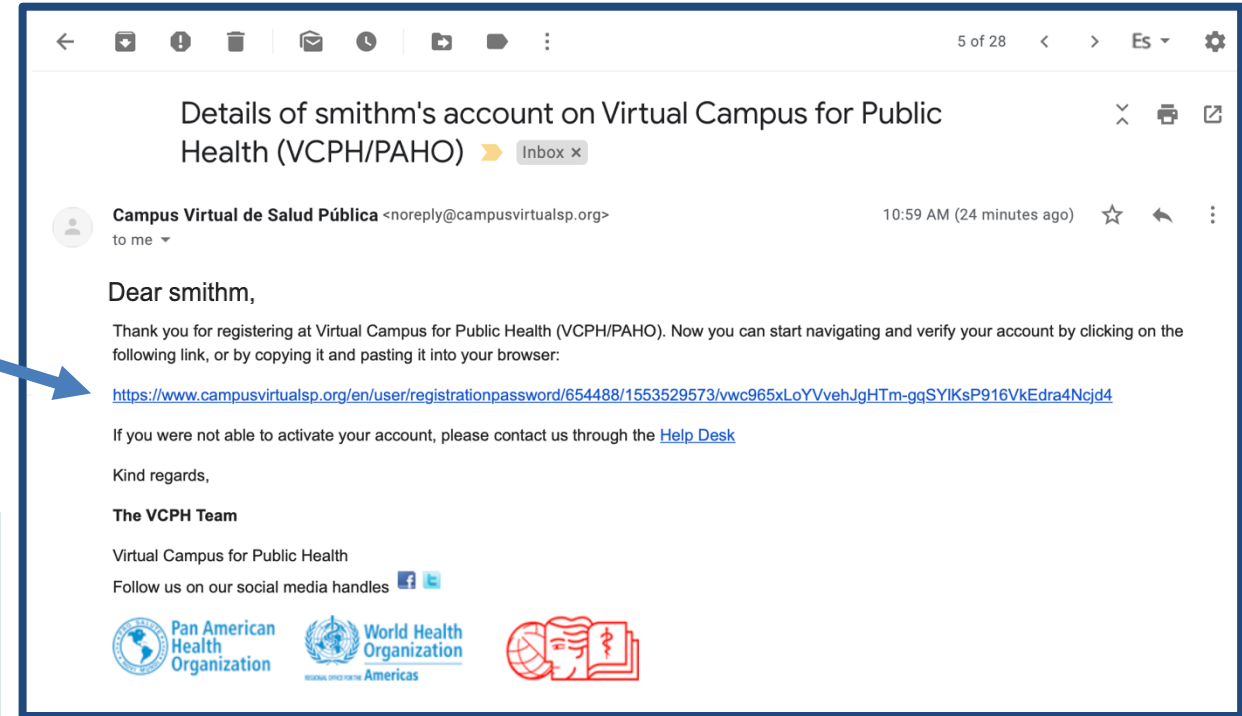 5 of 28
Es
Details of smithm's account on Virtual Campus for Public
Health (VCPH/PAHO) Inbox x
Campus Virtual de Salud Pública <noreply@campusvirtualsp.org>
10:59 AM (24 minutes ago)
to me
Dear smithm,
Thank you for registering at Virtual Campus for Public Health (VCPH/PAHO). Now you can start navigating and verify your account by clicking on the
following link, or by copying it and pasting it into your browser:
https://www.campusvirtualsp.org/en/user/registrationpassword/654488/1553529573/vwc965xLoYVvehJgHTm-gqSYlKsP916VkEdra4Ncjd4
If you were not able to activate your account, please contact us through the Help Desk
Kind regards,
The VCPH Team
Virtual Campus for Public Health
Follow us on our social media handles
Pan American
Health
Organization
World Health
Organization
REGIONAL OFFICE FOR THE Americas